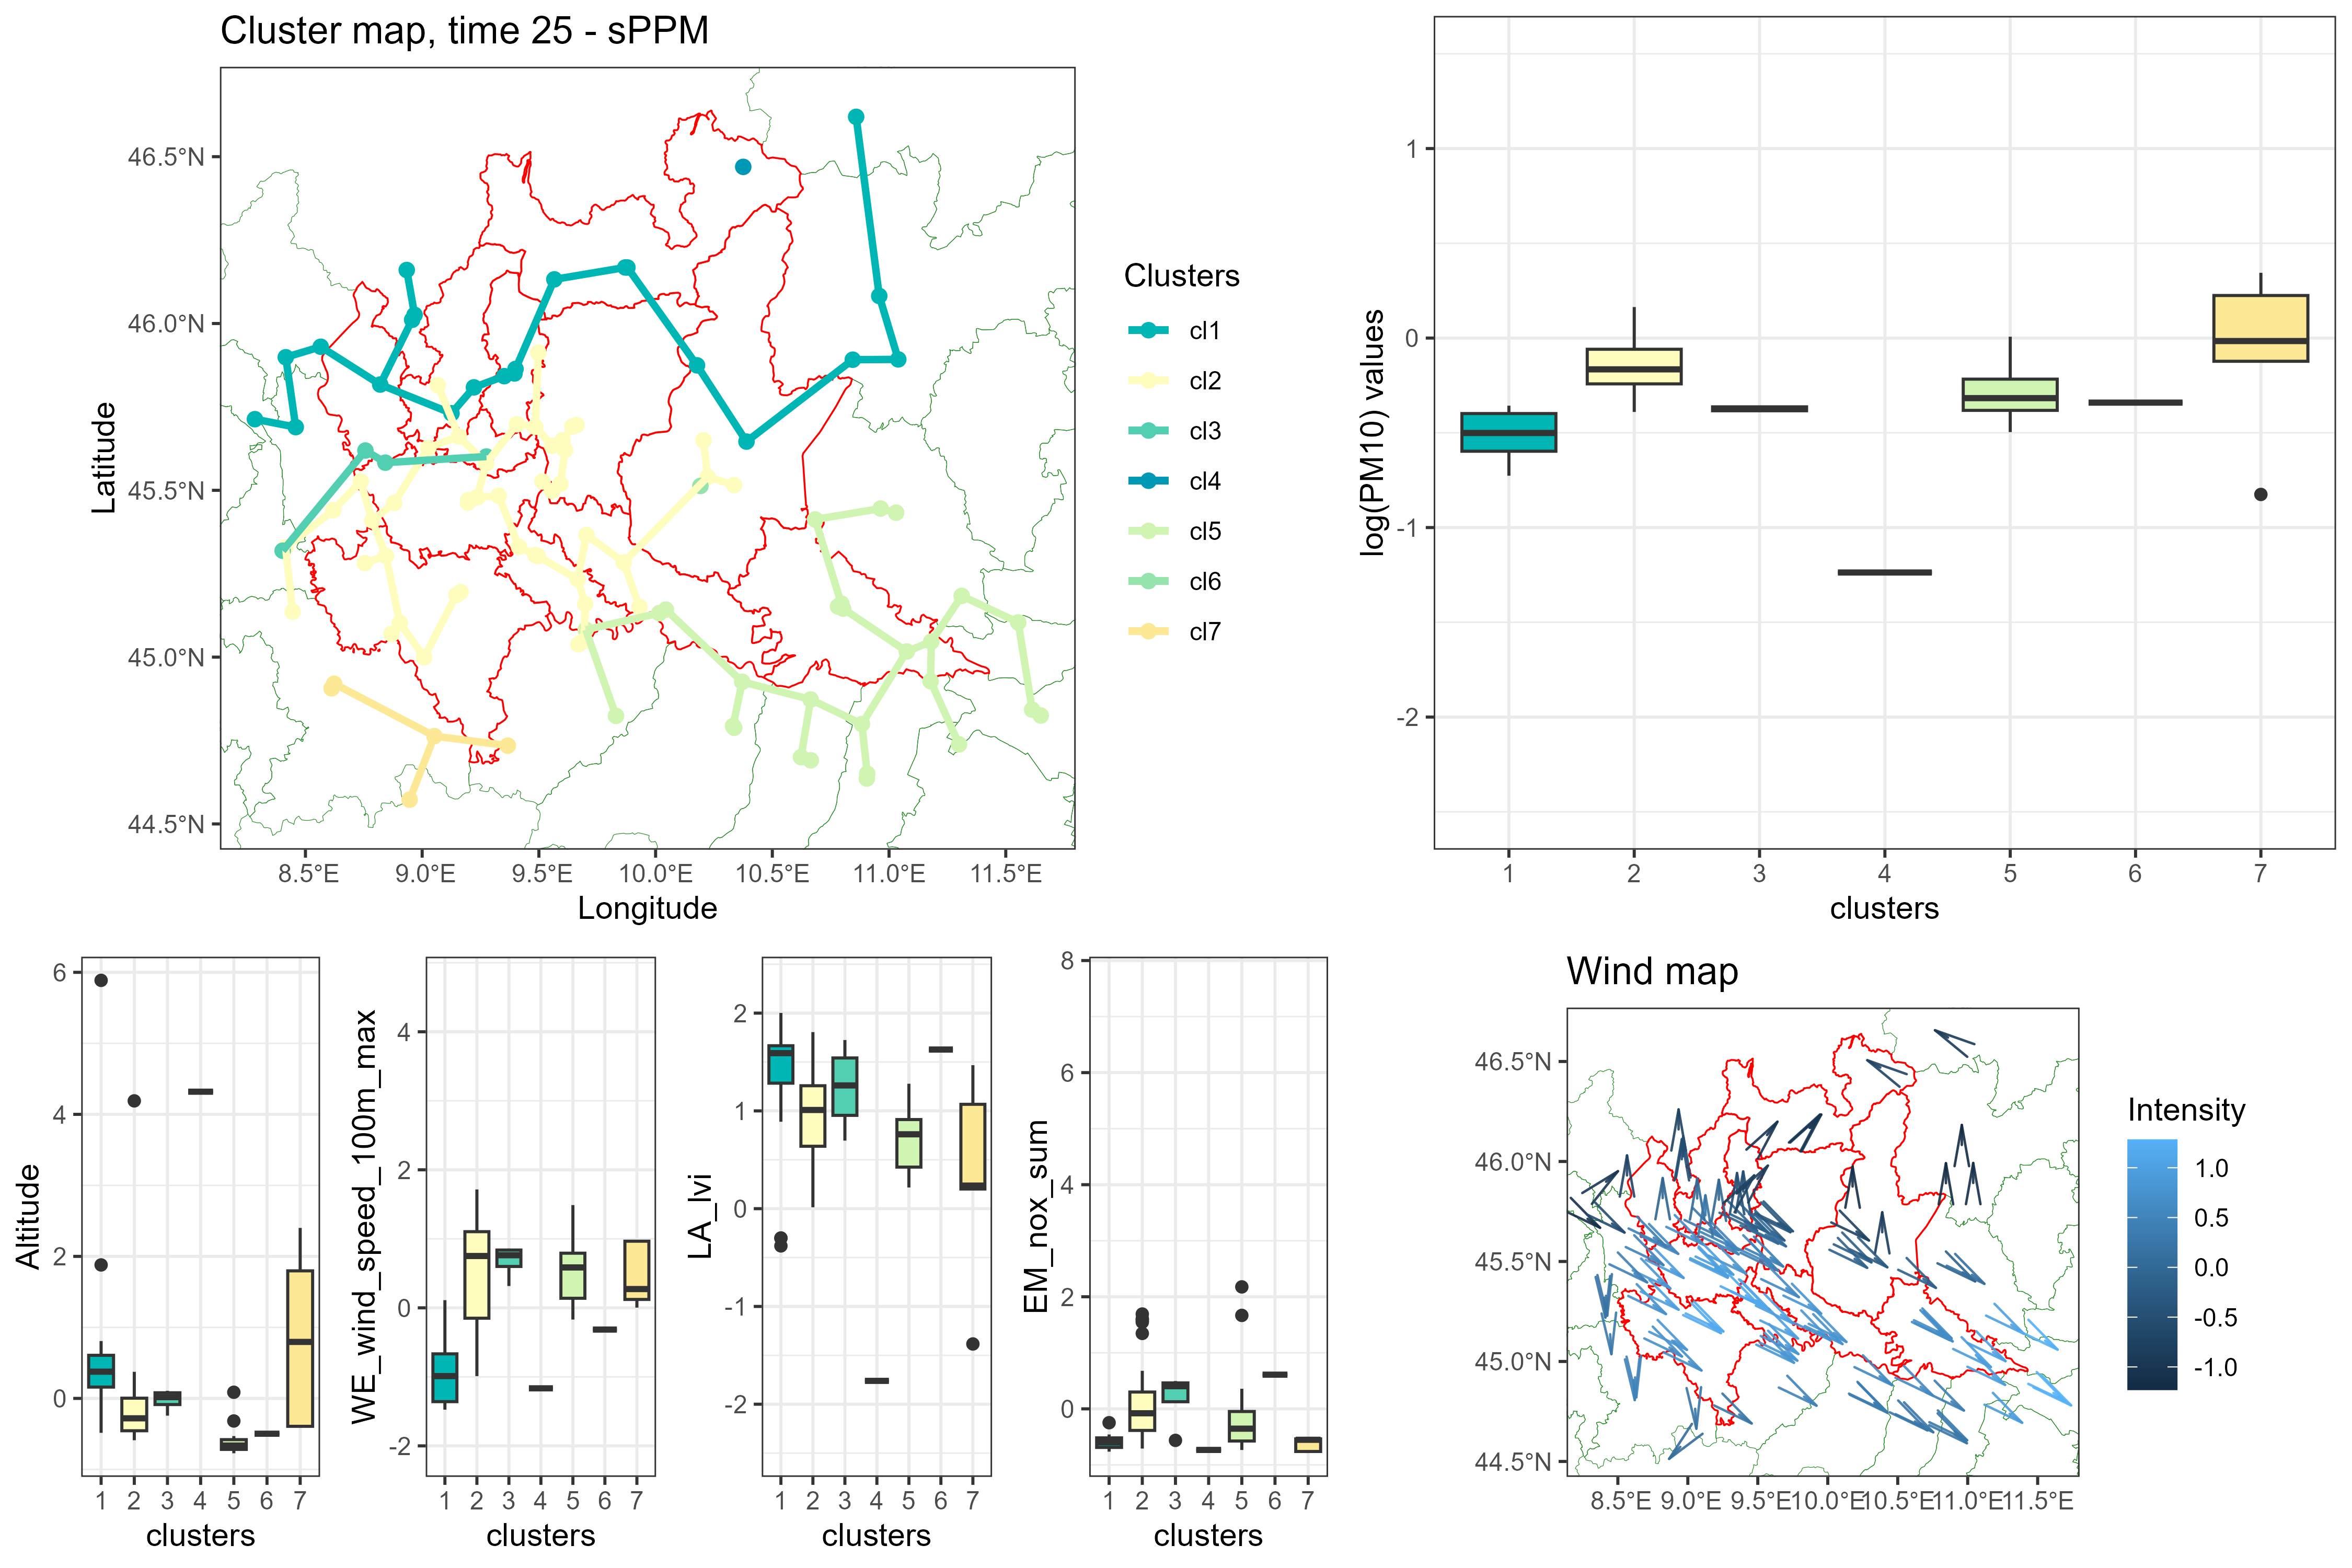 Cluster map, time 25 - sPPM
Latitude
46.5°N
46.0°N
45.5°N
45.0°N
44.5°N
8.5°E 9.0°E 9.5°E 10.0°E 10.5°E 11.0°E 11.5°E
Longitude
Clusters
cl1
cl2
cl3
cl4
cl5
cl6
cl7
log(PM10) values
1
0
-1
-2
1 2 3 4 5 6 7
clusters
Altitude
6
4
2
0
1 2 3 4 5 6 7
clusters
WE_wind_speed_100m_max
4
2
0
-2
1 2 3 4 5 6 7
clusters
LA_lvi
2
1
0
-1
-2
1 2 3 4 5 6 7
clusters
EM_nox_sum
8
6
4
2
0
1 2 3 4 5 6 7
clusters
Wind map
46.5°N
46.0°N
45.5°N
45.0°N
44.5°N
8.5°E 9.0°E 9.5°E 10.0°E 10.5°E 11.0°E 11.5°E
Intensity
1.0
0.5
0.0
-0.5
-1.0